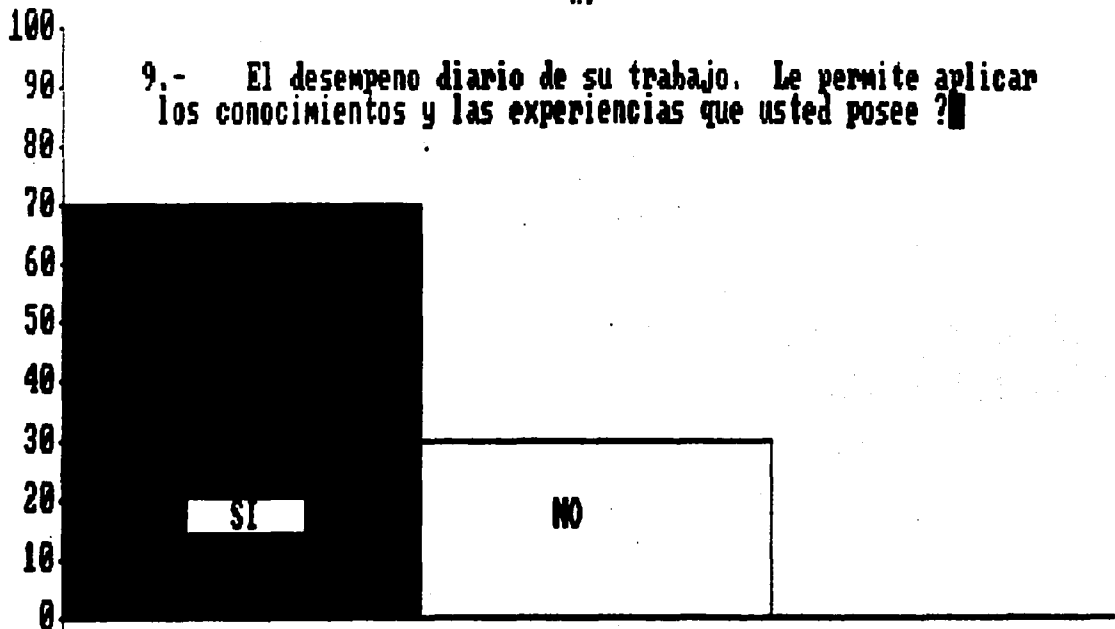 100
9.- El desempeno diario de su trabajo. Le permite aplicar
90
los conocimientos y las experiencias que usted posee ?
80
70
60
50
40
30
20
SI
NO
10
0